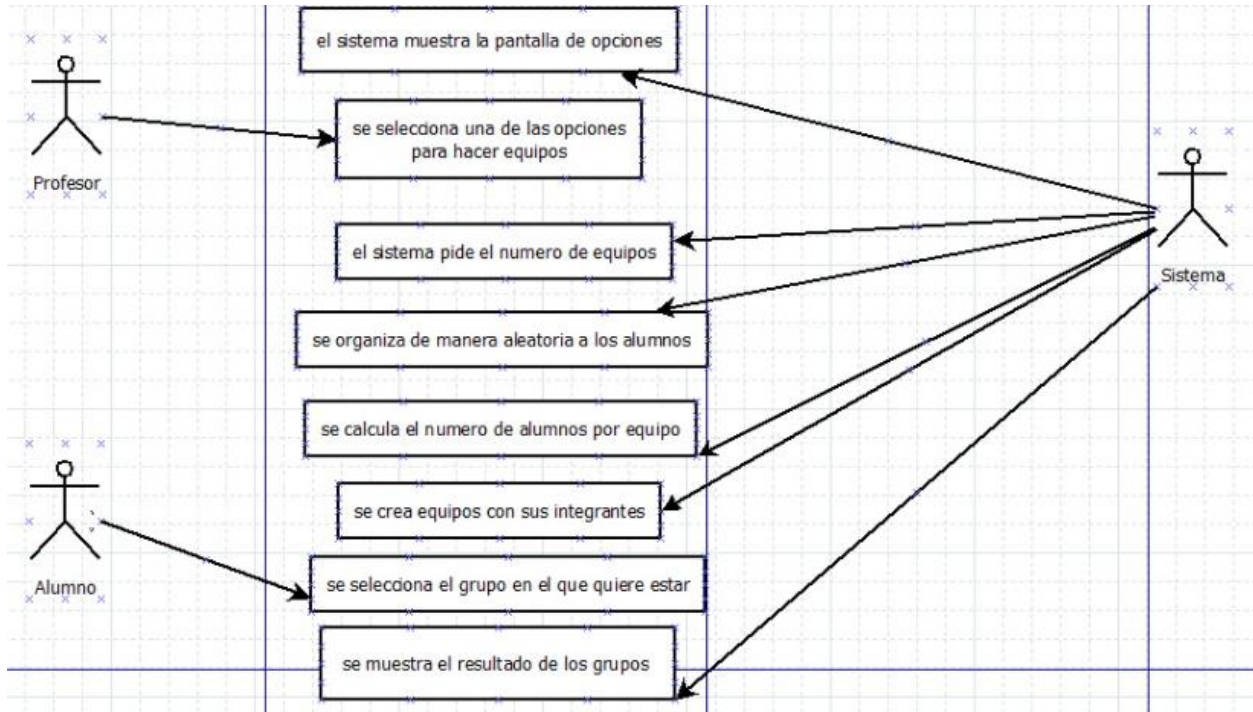 el sistema muestra la pantalla de opciones
se selecciona una de las opciones
para hacer equipos
Profesor
el sistema pide el numero de equipos
Sistema
se organiza de manera aleatoria a los alumnos
se calcula el numero de alumnos por equipo
se crea equipos con sus integrantes
se selecciona el grupo en el que quiere estar
Alumno
se muestra el resultado de los grupos